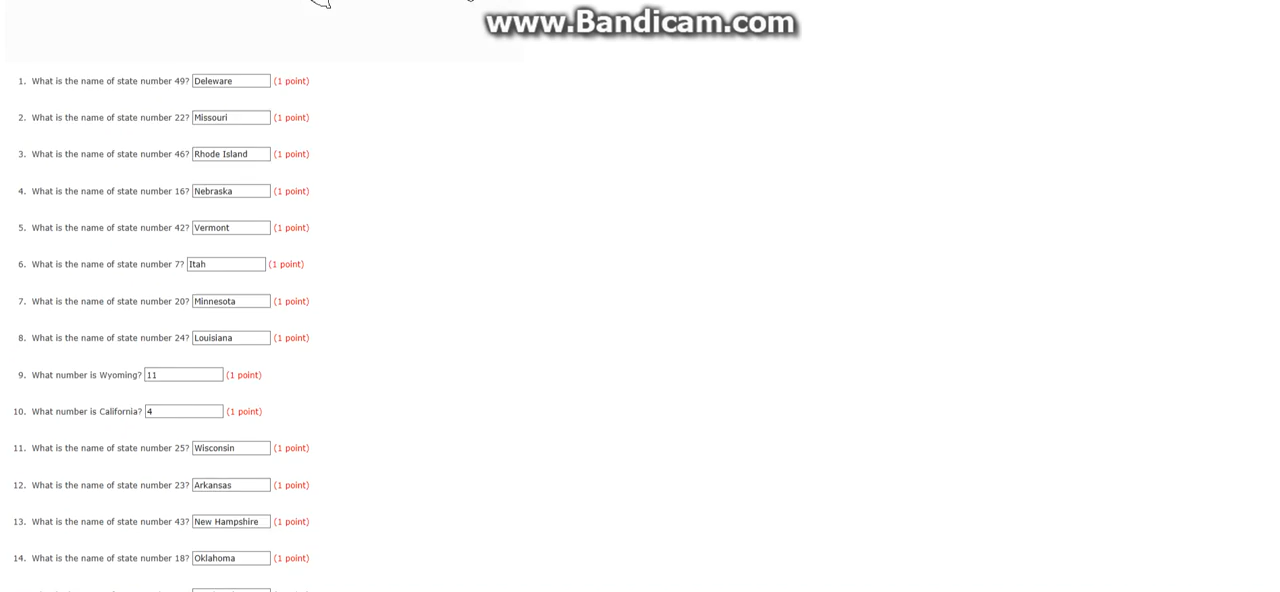 www.Bandicam.com
1. What is the name of state number 49? Deleware (1 point)
2. What is the name of state number 22? Missouri (1 point)
3. What is the name of state number 46? Rhode Island (1 point)
4. What is the name of state number 16? Nebraska (1 point)
5. What is the name of state number 42? Vermont (1 point)
6. What is the name of state number 7? Itah (1 point)
7. What is the name of state number 20? Minnesota (1 point)
8. What is the name of state number 24? Louisiana (1 point)
9. What number is Wyoming? 11 (1 point)
10. What number is California? 4 (1 point)
11. What is the name of state number 25? Wisconsin (1 point)
12. What is the name of state number 23? Arkansas (1 point)
13. What is the name of state number 43? New Hampshire (1 point)
14. What is the name of state number 18? Oklahoma (1 point)